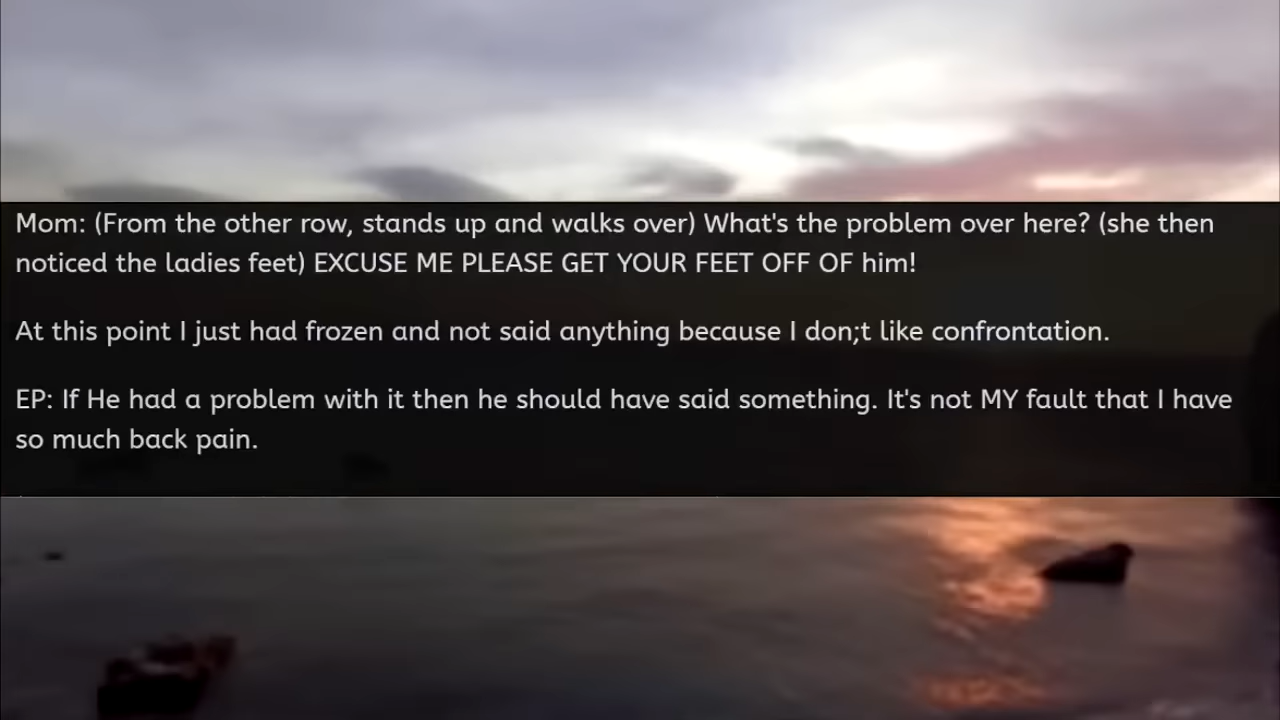 Mom: (From the other row, stands up and walks over) What's the problem over here? (she then
noticed the ladies feet) EXCUSE ME PLEASE GET YOUR FEET OFF OF him!
At this point I just had frozen and not said anything because I don;t like confrontation.
EP: If He had a problem with it then he should have said something. It's not MY fault that I have
so much back pain.